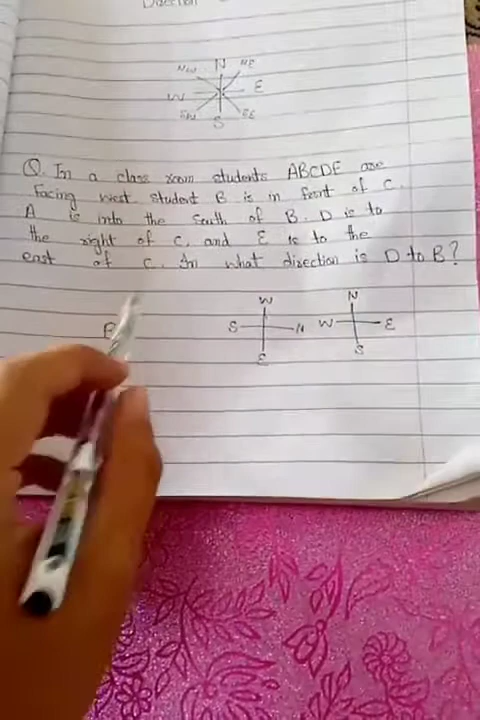 Direction
NW N NE
W E
SW S SE
Q. In a class room students ABCDE are
Facing west student B is in front of C.
A is into the South of B. D is to
the right of C, and E is to the
east of C. In what direction is D to B?
W N
S N W E
E S
B